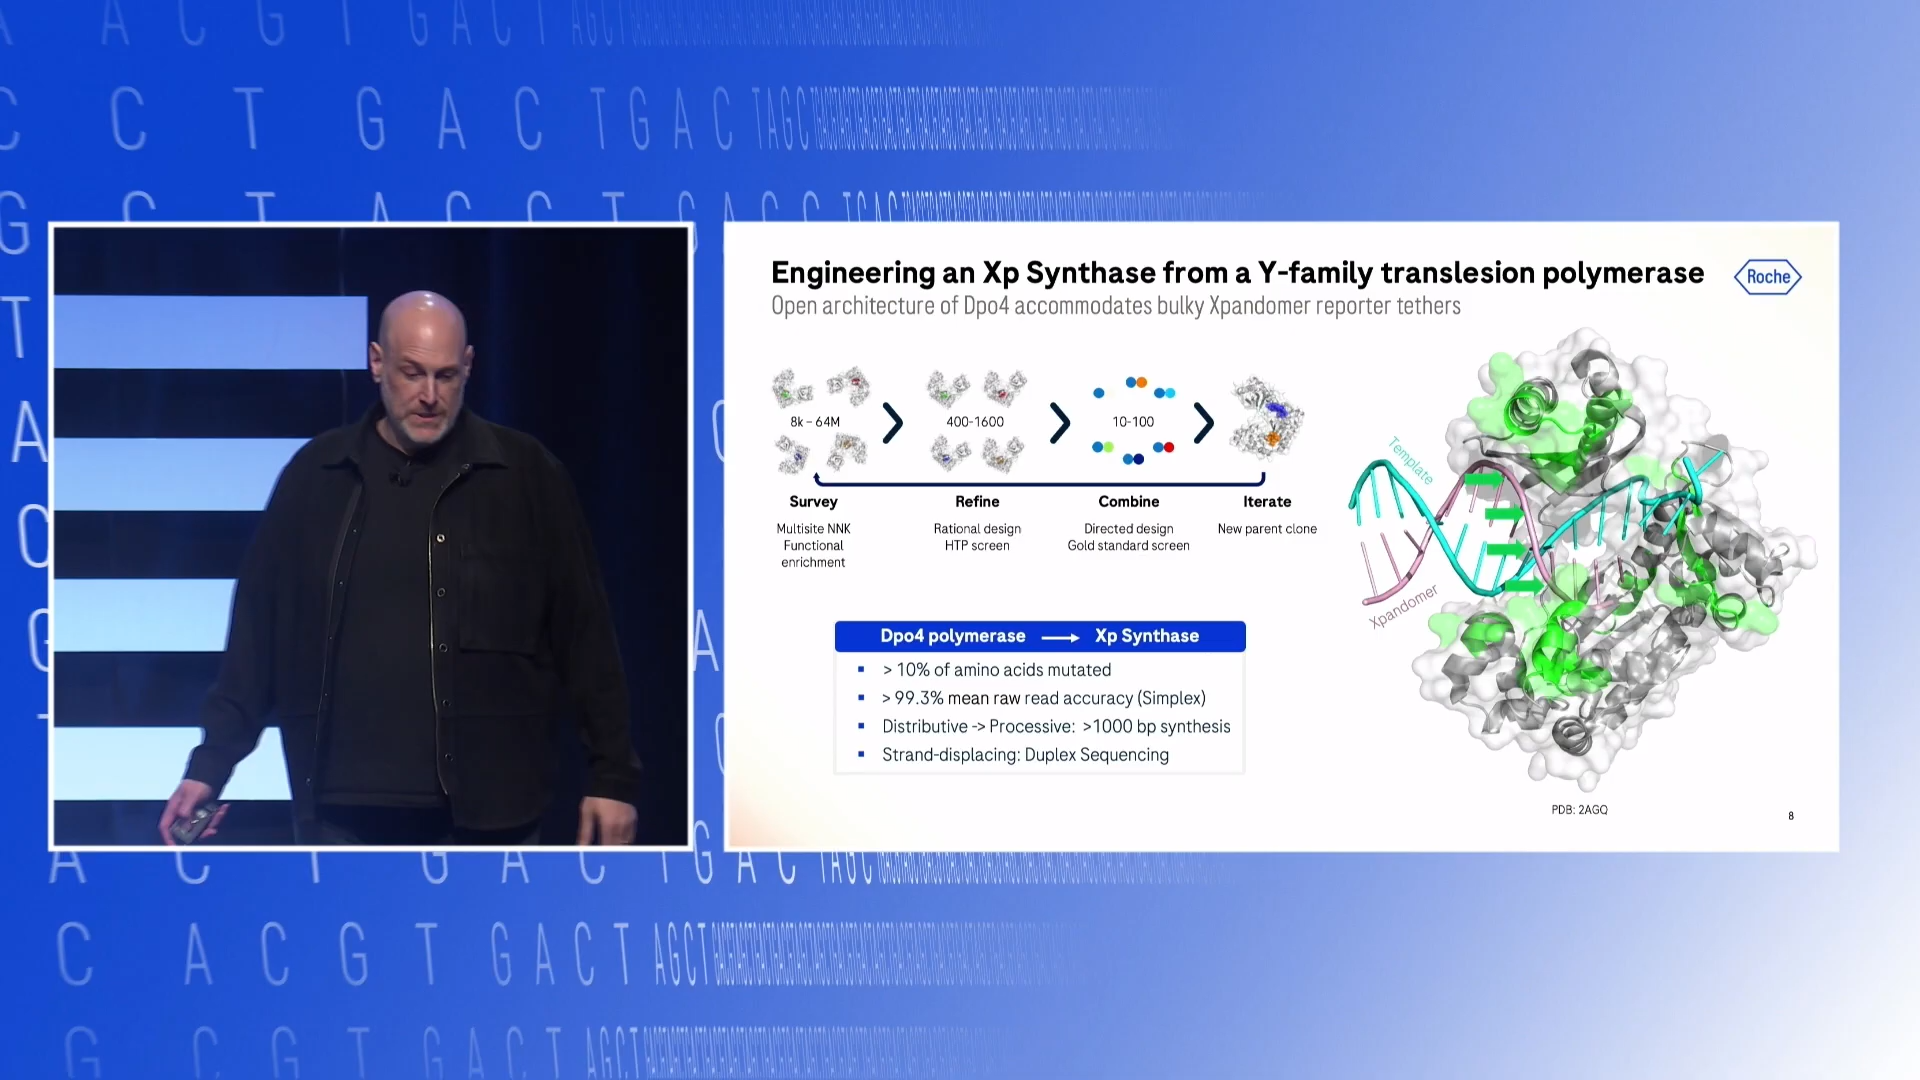 A C G T G A C T A G C T
C C T G A C T G A C T A G C
G C T A G C T G A C C T G A C
Engineering an Xp Synthase from a Y-family translesion polymerase
Roche
Open architecture of Dpo4 accommodates bulky Xpandomer reporter tethers
8k – 64M
400-1600
10-100
Survey
Refine
Combine
Iterate
Multisite NNK
Functional
enrichment
Rational design
HTP screen
Directed design
Gold standard screen
New parent clone
Template
Xpandomer
Dpo4 polymerase → Xp Synthase
▪ > 10% of amino acids mutated
▪ > 99.3% mean raw read accuracy (Simplex)
▪ Distributive -> Processive: >1000 bp synthesis
▪ Strand-displacing: Duplex Sequencing
PDB: 2AGQ
8
T
A
C
G
A
A C T G A C T G A C T A G C
C A C G T G A C T A G C T
G C G T G A C T A G C T